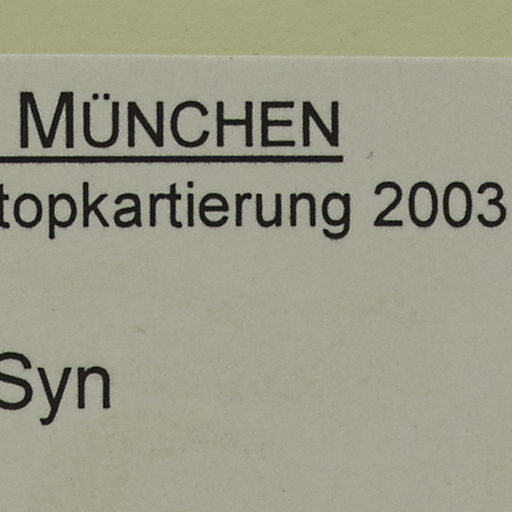 MÜNCHEN
topkartierung 2003
Syn